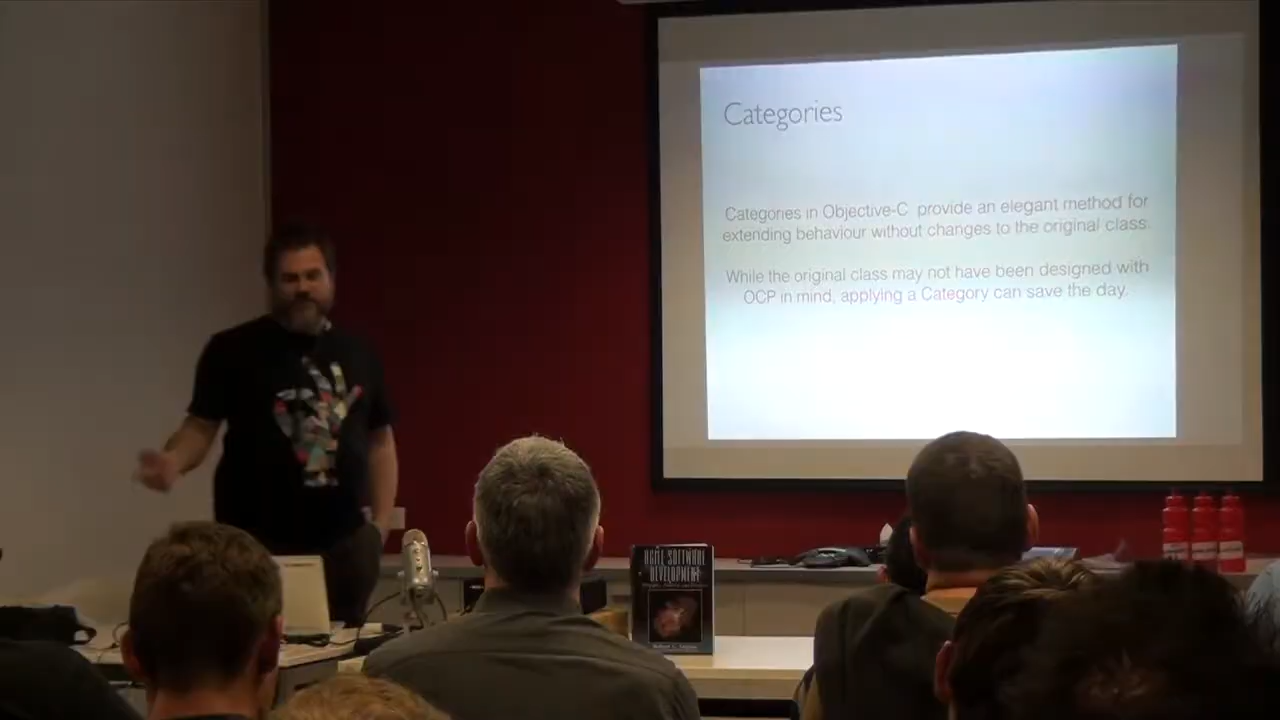 Categories
Categories in Objective-C provide an elegant method for
extending behaviour without changes to the original class.
While the original class may not have been designed with
OCP in mind, applying a Category can save the day.
AGILE SOFTWARE
DEVELOPMENT
Robert C. Martin